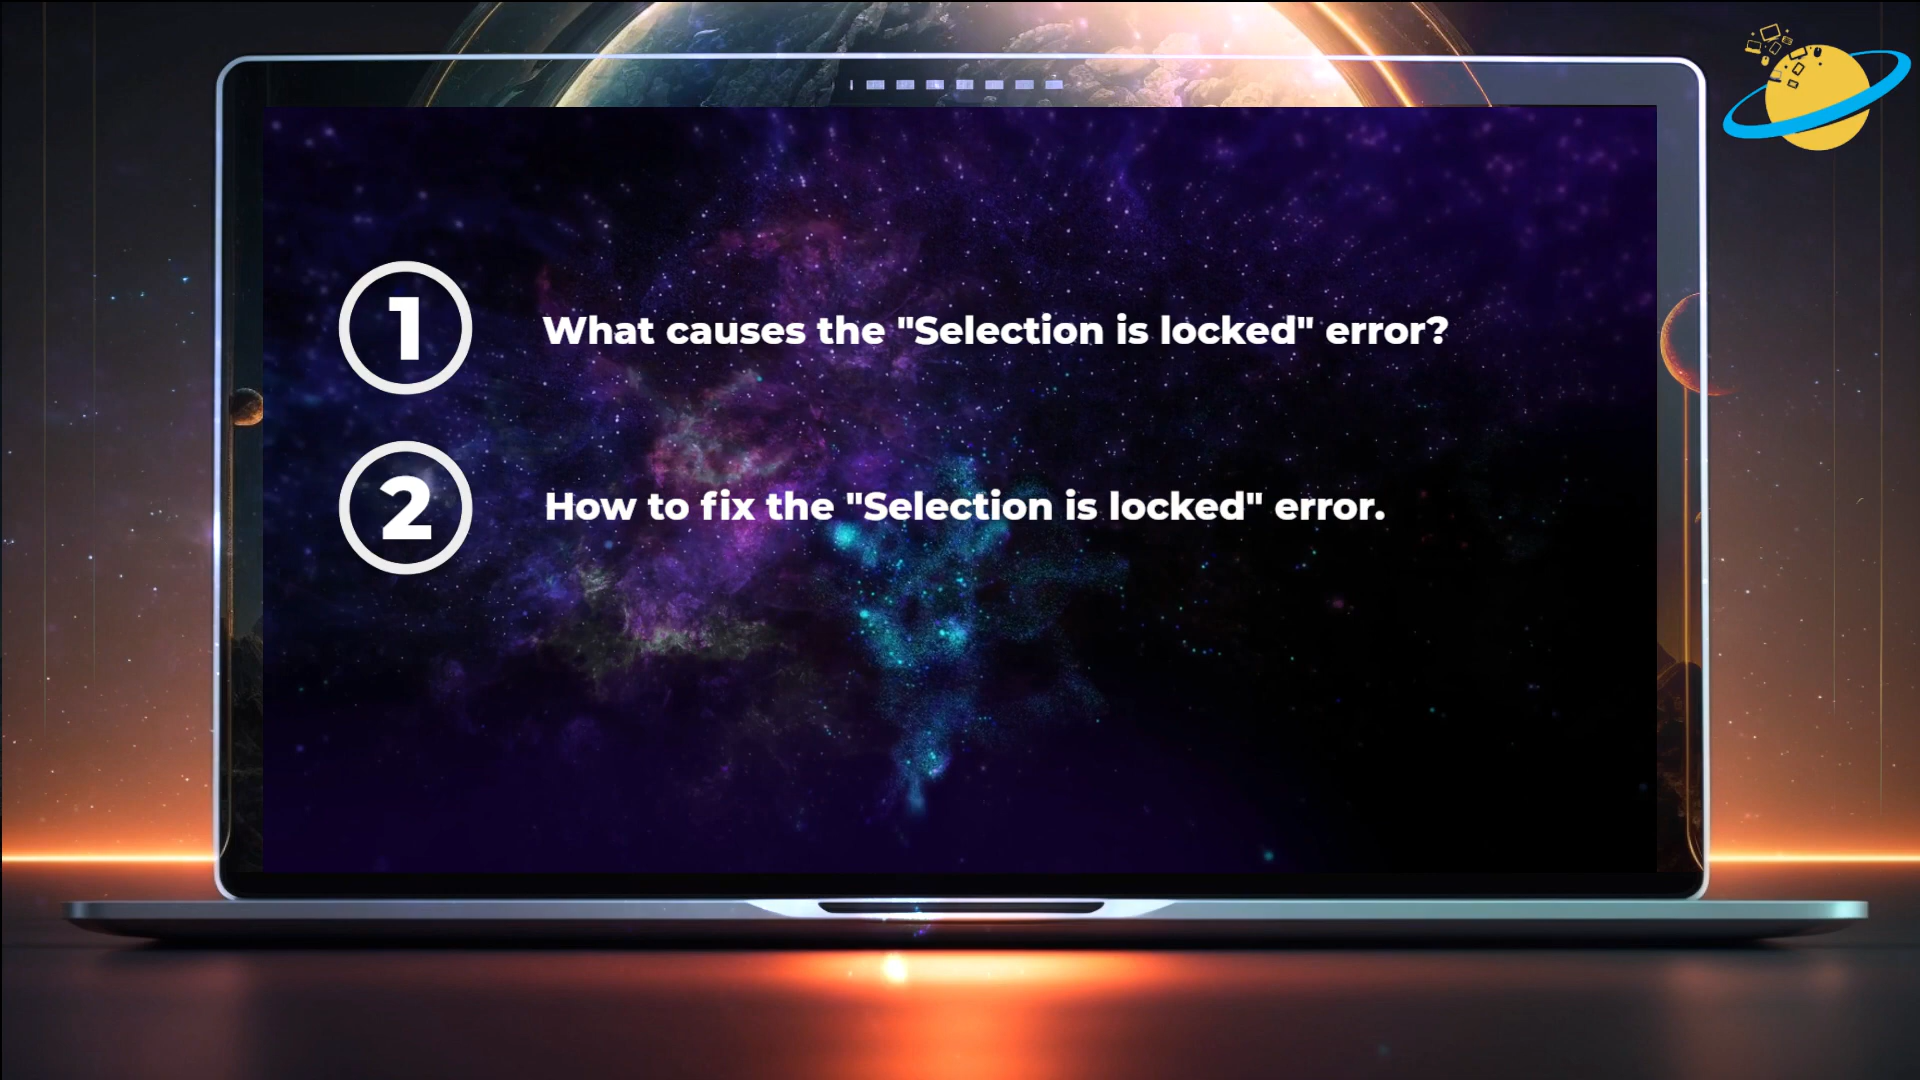 1
What causes the "Selection is locked" error?
2
How to fix the "Selection is locked" error.